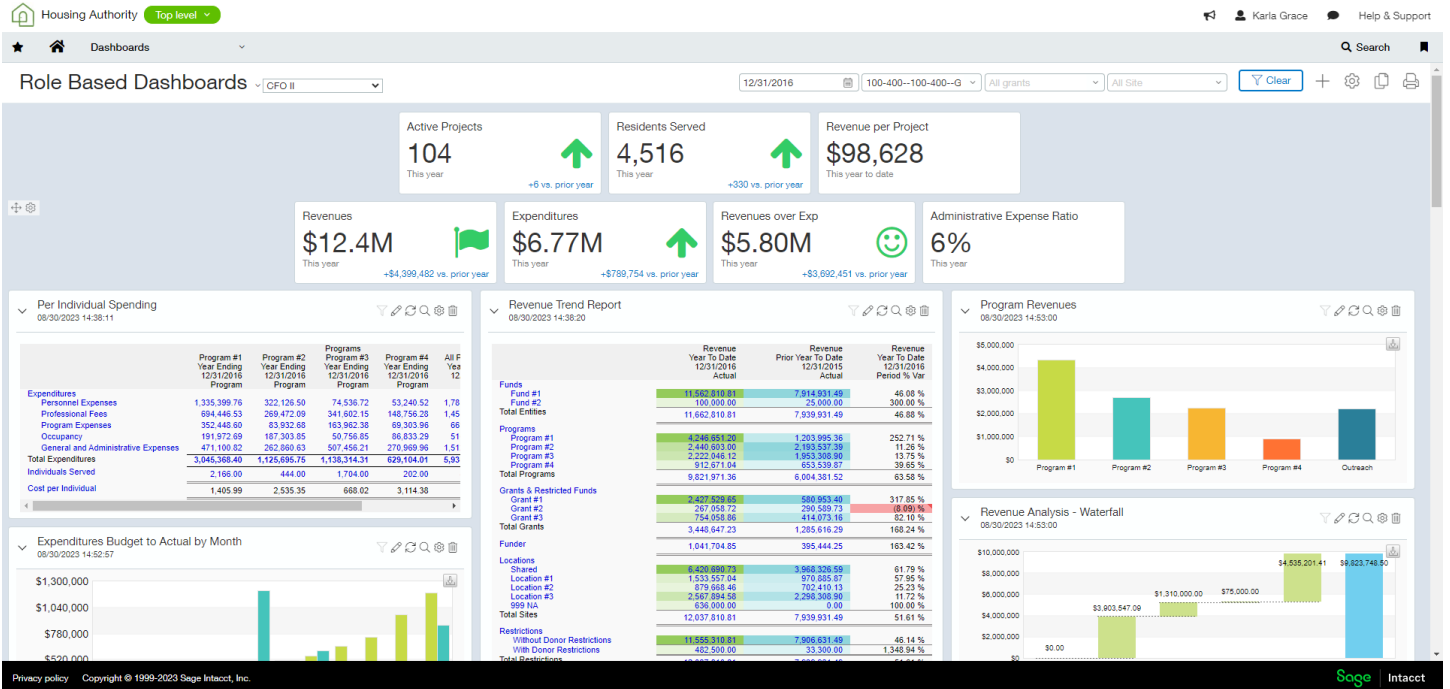 Housing Authority Top level Karla Grace Help & Support
Dashboards Search
Role Based Dashboards CFO II 12/31/2016 100-400--100-400--G All grants All Site Clear
Active Projects Residents Served Revenue per Project
104 4,516 $98,628
This year This year This year to date
+6 vs. prior year +330 vs. prior year
Revenues Expenditures Revenues over Exp Administrative Expense Ratio
$12.4M $6.77M $5.80M 6%
This year This year This year This year
+$4,399,482 vs. prior year +$789,754 vs. prior year +$3,692,451 vs. prior year
Per Individual Spending
08/30/2023 14:38:11
Programs
Program #1 Program #2 Program #3 Program #4 All P
Year Ending Year Ending Year Ending Year Ending Yea
12/31/2016 12/31/2016 12/31/2016 12/31/2016 12
Program Program Program Program
Expenditures
Personnel Expenses 1,335,399.76 322,126.50 74,536.72 53,240.52 1,78
Professional Fees 694,446.53 269,472.09 341,602.15 148,756.28 1,45
Program Expenses 352,448.60 83,932.68 163,962.38 69,303.96 66
Occupancy 191,972.69 187,303.85 50,756.85 86,833.29 51
General and Administrative Expenses 471,100.82 262,860.63 507,456.21 270,969.96 1,51
Total Expenditures 3,045,368.40 1,125,695.75 1,138,314.31 629,104.01 5,93
Individuals Served 2,166.00 444.00 1,704.00 202.00
Cost per Individual 1,405.99 2,535.35 668.02 3,114.38
Expenditures Budget to Actual by Month
08/30/2023 14:52:57
$1,300,000
$1,040,000
$780,000
$520,000
Revenue Trend Report
08/30/2023 14:38:20
Revenue Revenue Revenue
Year To Date Prior Year To Date Year To Date
12/31/2016 12/31/2015 12/31/2016
Actual Actual Period % Var
Funds
Fund #1 11,562,810.81 7,914,931.49 46.08 %
Fund #2 100,000.00 25,000.00 300.00 %
Total Entities 11,662,810.81 7,939,931.49 46.88 %
Programs
Program #1 4,246,651.20 1,203,995.36 252.71 %
Program #2 2,440,603.00 2,193,537.39 11.26 %
Program #3 2,222,046.12 1,953,308.90 13.75 %
Program #4 912,671.04 653,539.87 39.65 %
Total Programs 9,821,971.36 6,004,381.52 63.58 %
Grants & Restricted Funds
Grant #1 2,427,529.65 580,953.40 317.85 %
Grant #2 267,058.72 290,589.73 (8.09) %
Grant #3 754,058.86 414,073.16 82.10 %
Total Grants 3,448,647.23 1,285,616.29 168.24 %
Funder 1,041,704.85 395,444.25 163.42 %
Locations
Shared 6,420,690.73 3,968,326.59 61.79 %
Location #1 1,533,557.04 970,885.87 57.95 %
Location #2 879,668.46 702,410.13 25.23 %
Location #3 2,567,894.58 2,298,308.90 11.72 %
999 NA 636,000.00 0.00 100.00 %
Total Sites 12,037,810.81 7,939,931.49 51.61 %
Restrictions
Without Donor Restrictions 11,555,310.81 7,906,631.49 46.14 %
With Donor Restrictions 482,500.00 33,300.00 1,348.94 %
Total Restrictions
Program Revenues
08/30/2023 14:53:00
$5,000,000
$4,000,000
$3,000,000
$2,000,000
$1,000,000
$0
Program #1 Program #2 Program #3 Program #4 Outreach
Revenue Analysis - Waterfall
08/30/2023 14:53:00
$10,000,000
$4,535,201.41 $9,823,748.50
$8,000,000
$6,000,000
$1,310,000.00 $75,000.00
$4,000,000
$3,903,547.09
$2,000,000
$0.00
$0
Privacy policy Copyright © 1999-2023 Sage Intacct, Inc. Sage Intacct